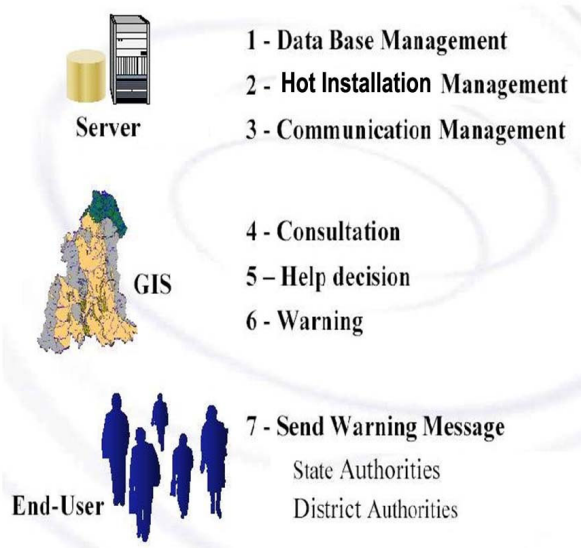 1 - Data Base Management
2 - Hot Installation Management
Server
3 - Communication Management
4 - Consultation
GIS
5 – Help decision
6 - Warning
7 - Send Warning Message
State Authorities
End-User
District Authorities